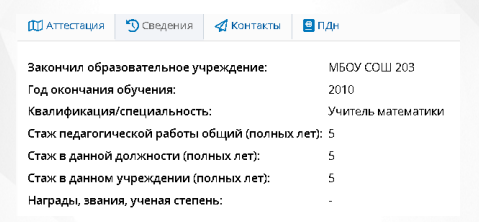 Аттестация Сведения Контакты ПДн
Закончил образовательное учреждение: МБОУ СОШ 203
Год окончания обучения: 2010
Квалификация/специальность: Учитель математики
Стаж педагогической работы общий (полных лет): 5
Стаж в данной должности (полных лет): 5
Стаж в данном учреждении (полных лет): 5
Награды, звания, ученая степень: -